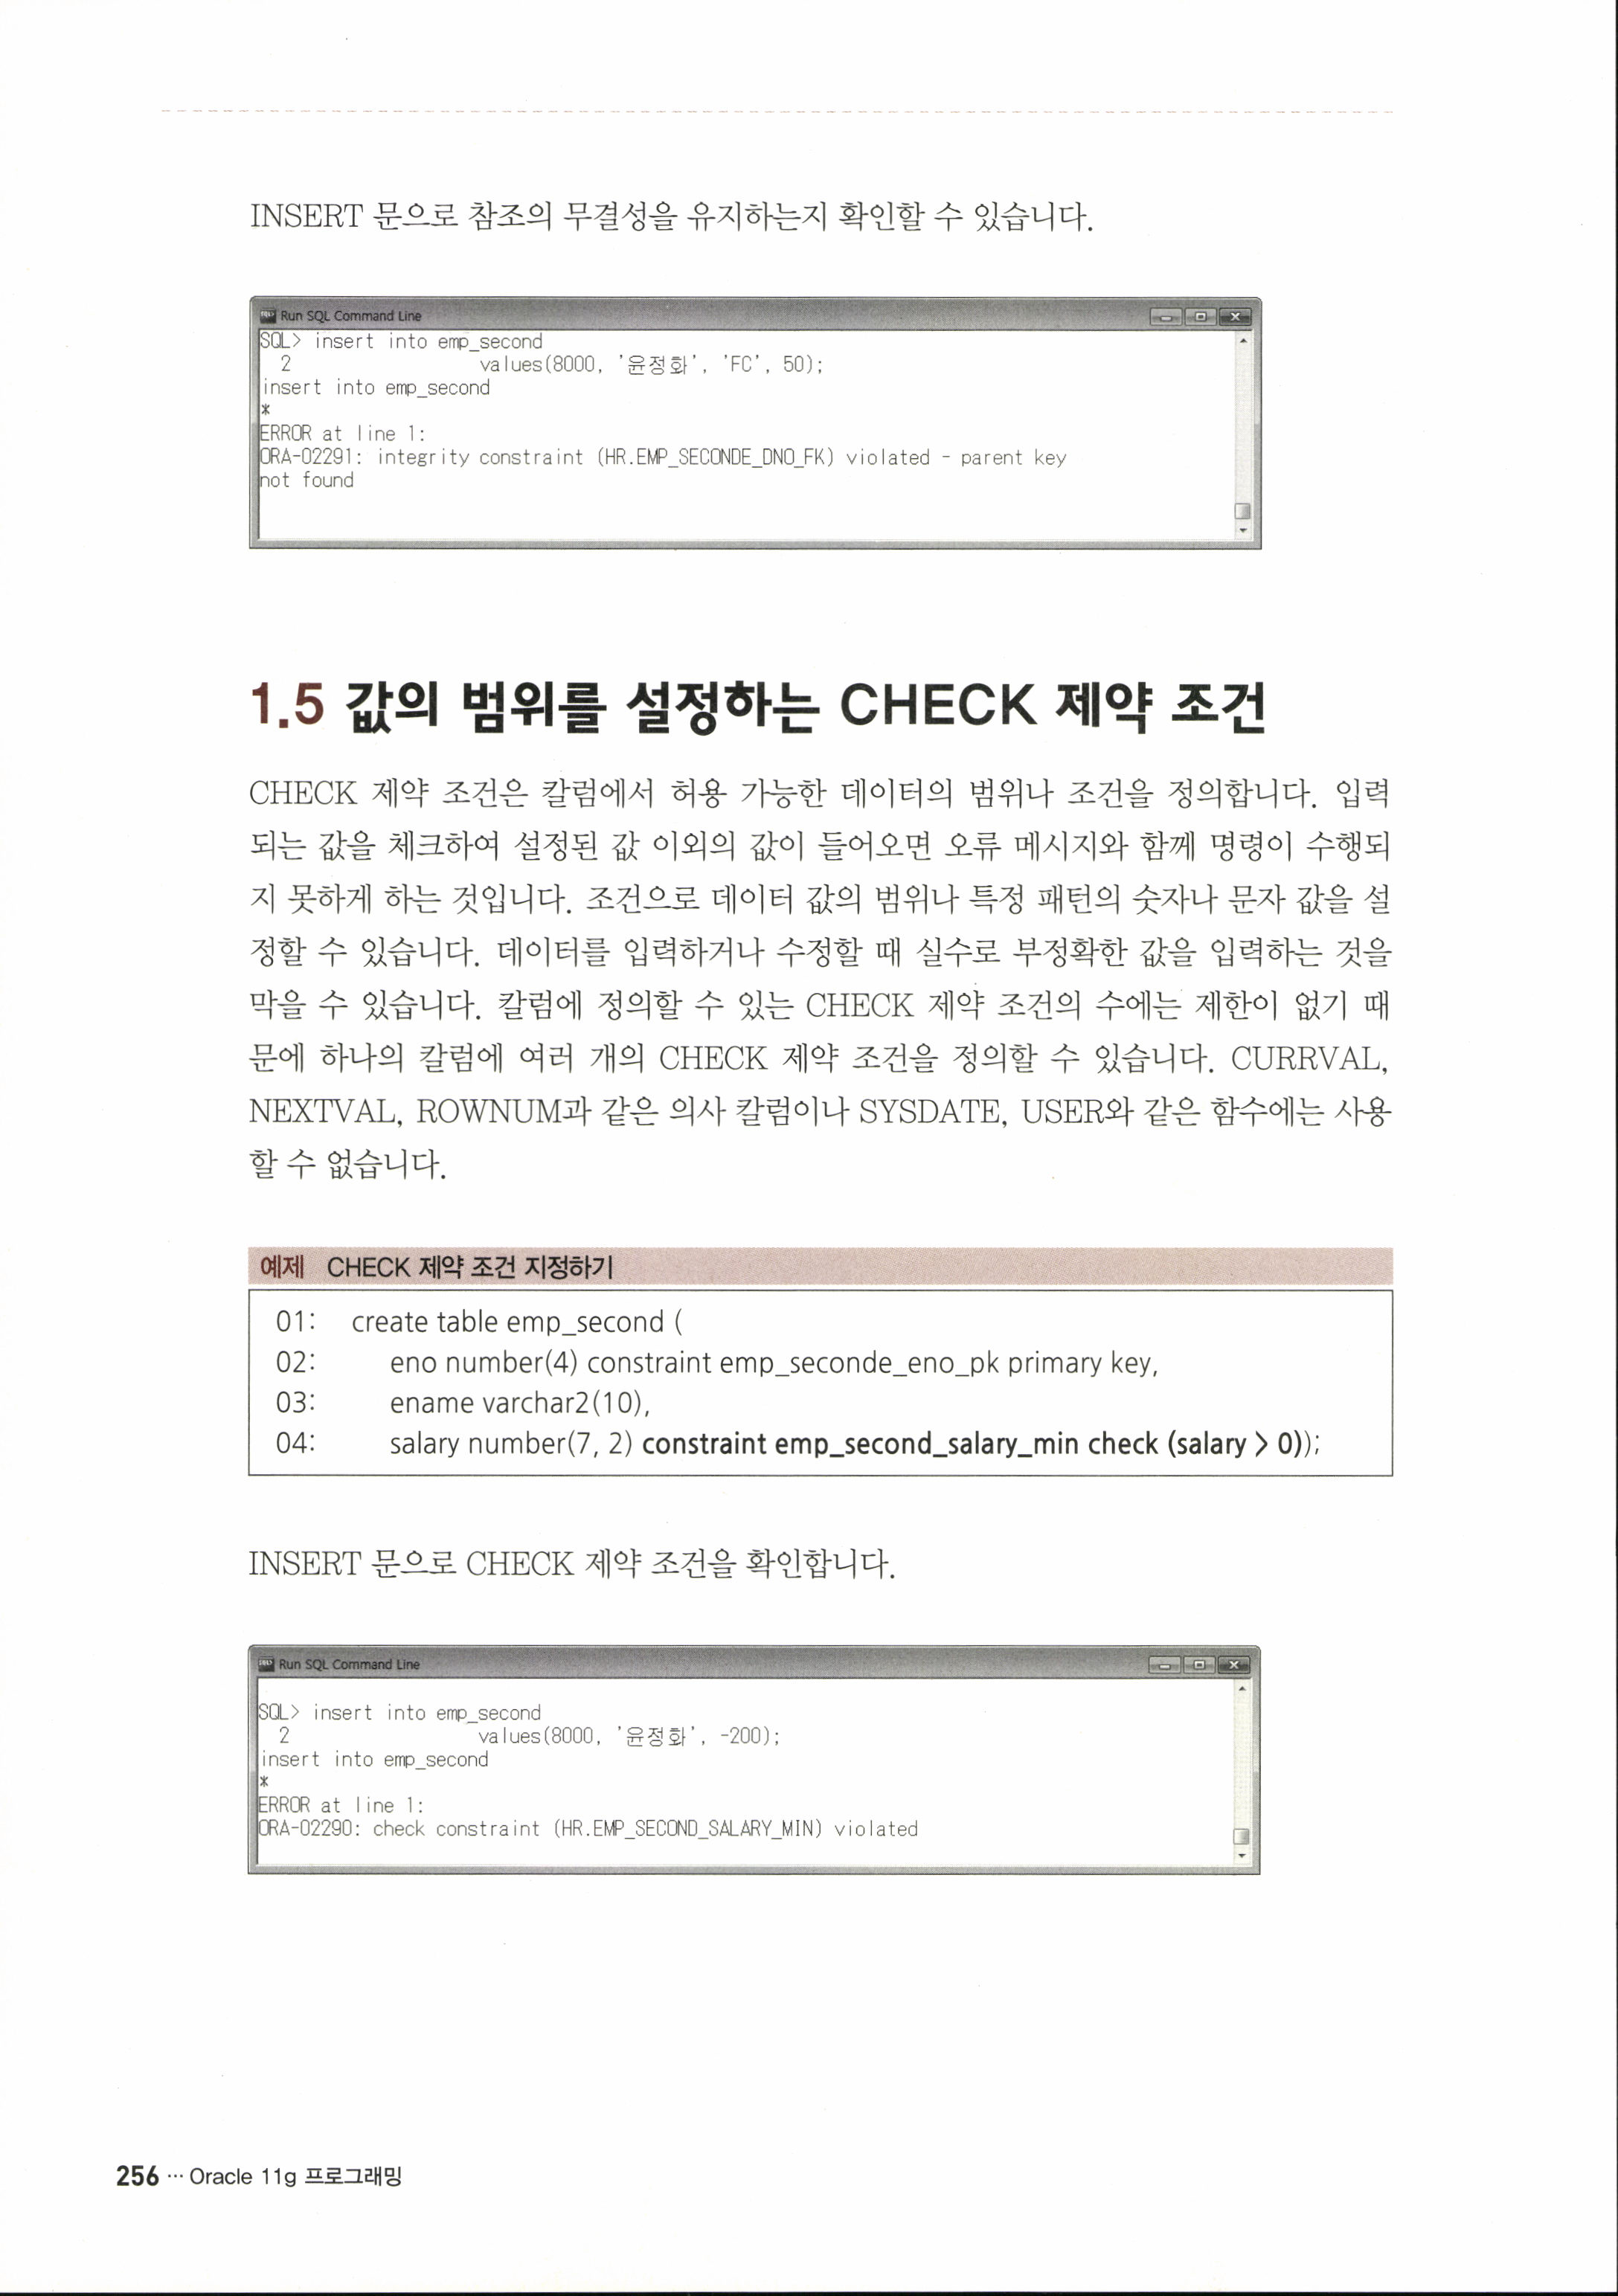 INSERT 문으로 참조의 무결성을 유지하는지 확인할 수 있습니다.
Run SQL Command Line
SQL> insert into emp_second
2 values(8000, '윤정화', 'FC', 50);
insert into emp_second
*
ERROR at line 1:
ORA-02291: integrity constraint (HR.EMP_SECONDE_DNO_FK) violated - parent key
not found
1.5 값의 범위를 설정하는 CHECK 제약 조건
CHECK 제약 조건은 칼럼에서 허용 가능한 데이터의 범위나 조건을 정의합니다. 입력
되는 값을 체크하여 설정된 값 이외의 값이 들어오면 오류 메시지와 함께 명령이 수행되
지 못하게 하는 것입니다. 조건으로 데이터 값의 범위나 특정 패턴의 숫자나 문자 값을 설
정할 수 있습니다. 데이터를 입력하거나 수정할 때 실수로 부정확한 값을 입력하는 것을
막을 수 있습니다. 칼럼에 정의할 수 있는 CHECK 제약 조건의 수에는 제한이 없기 때
문에 하나의 칼럼에 여러 개의 CHECK 제약 조건을 정의할 수 있습니다. CURRVAL,
NEXTVAL, ROWNUM과 같은 의사 칼럼이나 SYSDATE, USER와 같은 함수에는 사용
할 수 없습니다.
예제 CHECK 제약 조건 지정하기
01: create table emp_second (
02: eno number(4) constraint emp_seconde_eno_pk primary key,
03: ename varchar2(10),
04: salary number(7, 2) constraint emp_second_salary_min check (salary > 0));
INSERT 문으로 CHECK 제약 조건을 확인합니다.
Run SQL Command Line
SQL> insert into emp_second
2 values(8000, '윤정화', -200);
insert into emp_second
*
ERROR at line 1:
ORA-02290: check constraint (HR.EMP_SECOND_SALARY_MIN) violated
256 ··· Oracle 11g 프로그래밍